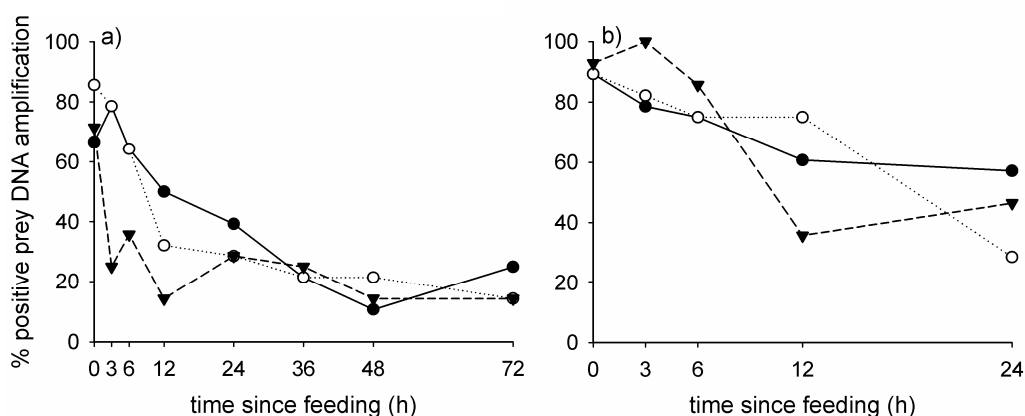 % positive prey DNA amplification
a)
100
80
60
40
20
0
0 3 6 12 24 36 48 72
time since feeding (h)
b)
100
80
60
40
20
0
0 3 6 12 24
time since feeding (h)